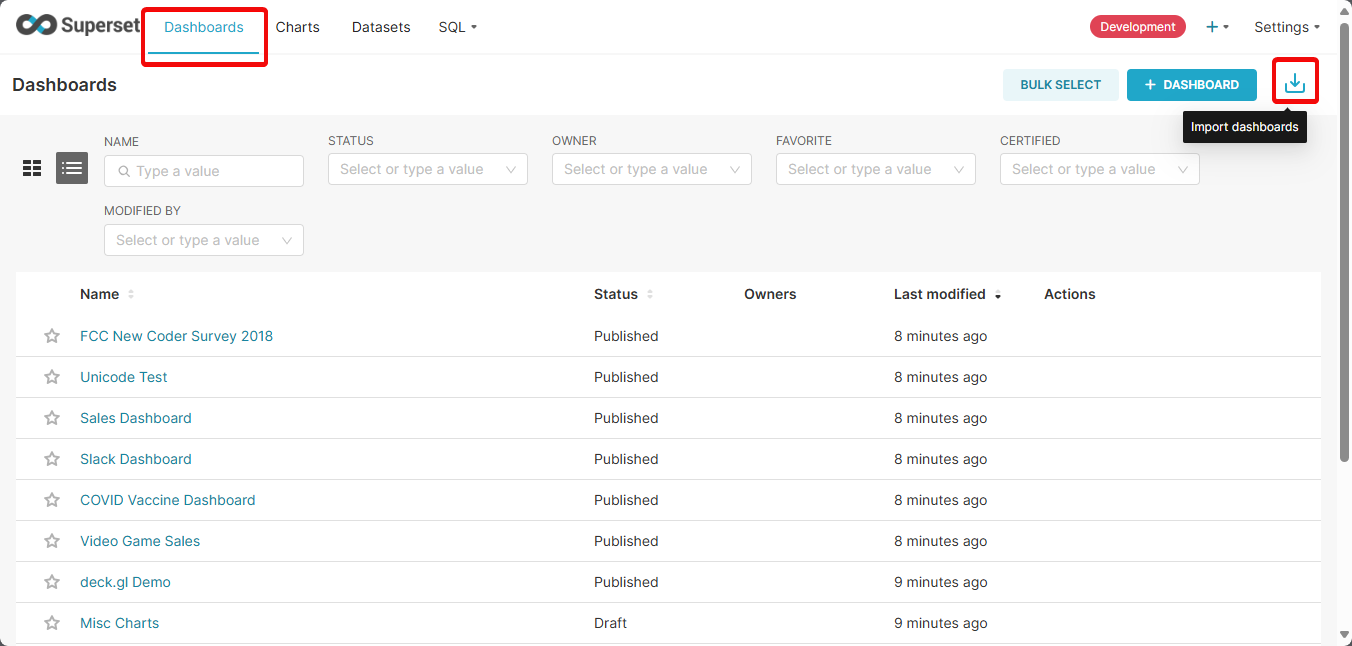 Superset Dashboards Charts Datasets SQL Development + Settings
Dashboards BULK SELECT + DASHBOARD
Import dashboards
NAME STATUS OWNER FAVORITE CERTIFIED
Type a value Select or type a value Select or type a value Select or type a value Select or type a value
MODIFIED BY
Select or type a value
Name Status Owners Last modified Actions
FCC New Coder Survey 2018 Published 8 minutes ago
Unicode Test Published 8 minutes ago
Sales Dashboard Published 8 minutes ago
Slack Dashboard Published 8 minutes ago
COVID Vaccine Dashboard Published 8 minutes ago
Video Game Sales Published 8 minutes ago
deck.gl Demo Published 9 minutes ago
Misc Charts Draft 9 minutes ago